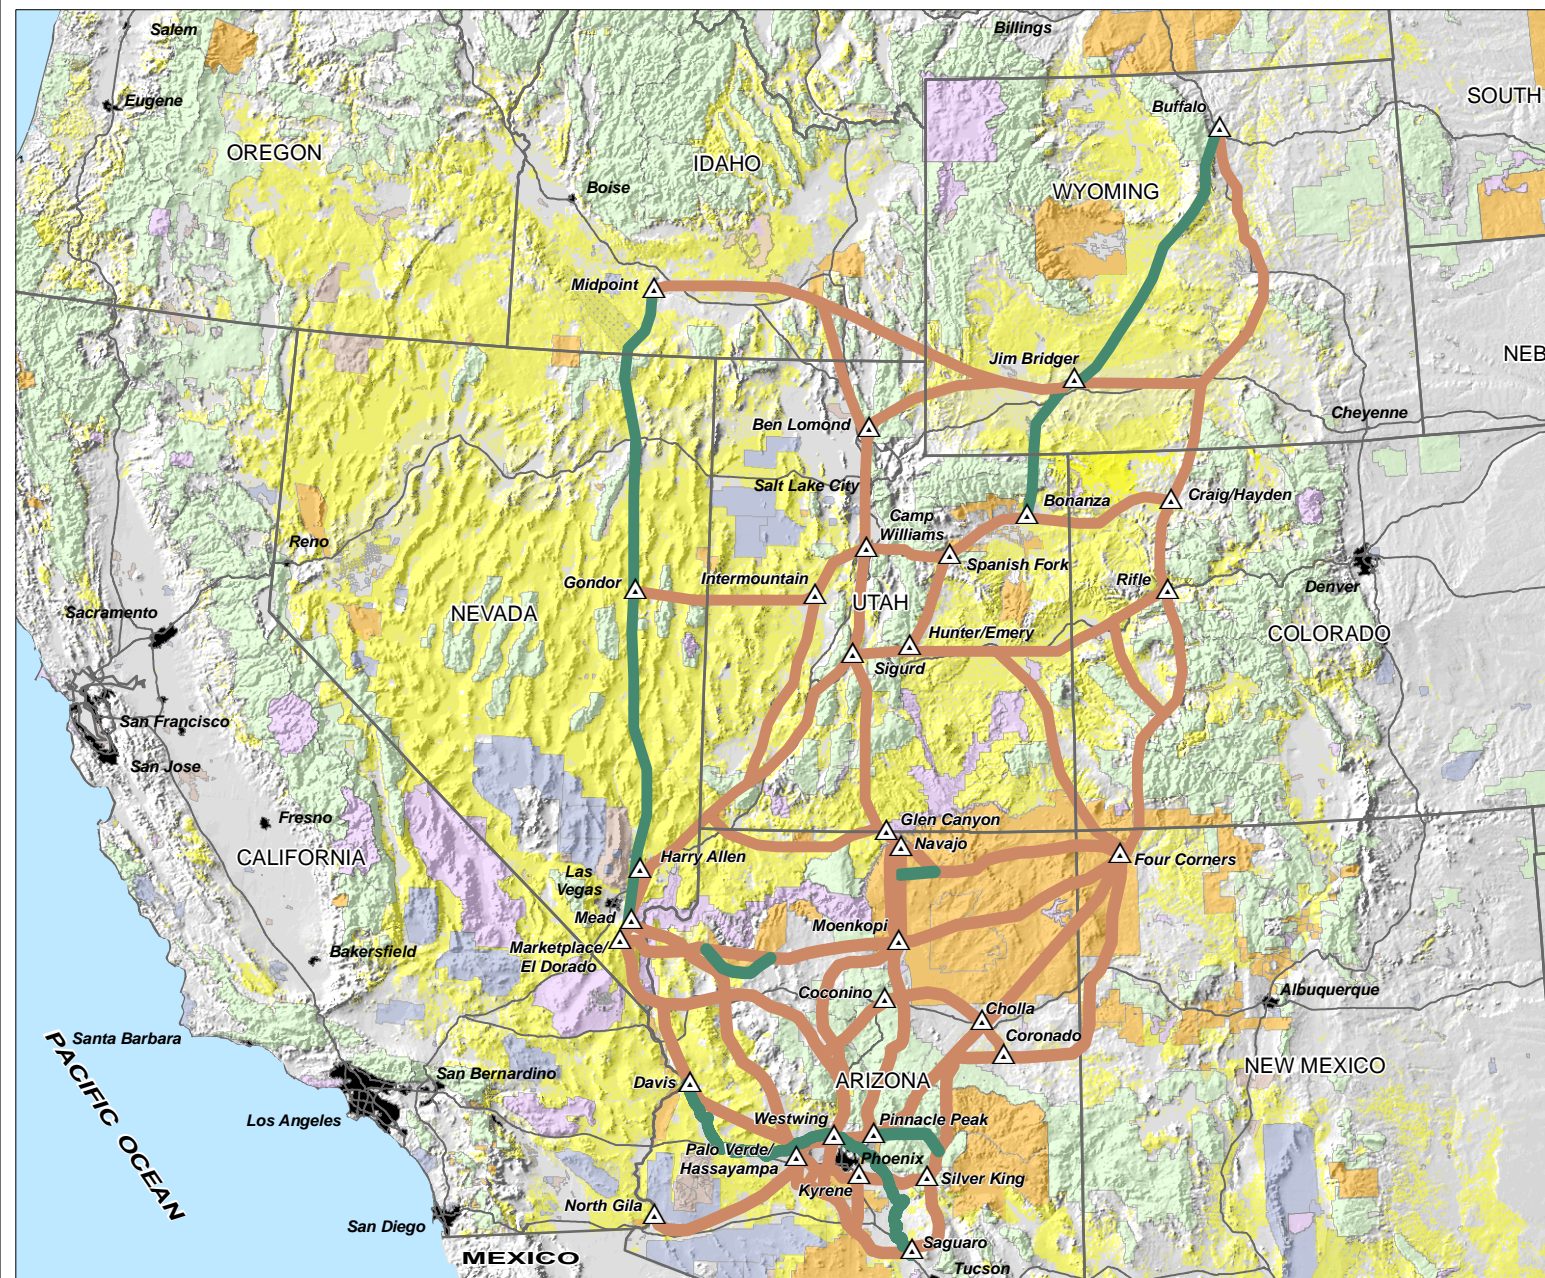 Salem
Billings
Eugene
SOUTH
Buffalo
OREGON
IDAHO
Boise
WYOMING
Midpoint
Jim Bridger
NEB
Cheyenne
Ben Lomond
Salt Lake City
Bonanza
Craig/Hayden
Camp
Williams
Reno
Spanish Fork
Gondor
Intermountain
Rifle
Denver
Sacramento
NEVADA
UTAH
Hunter/Emery
COLORADO
Sigurd
San Francisco
San Jose
Fresno
Glen Canyon
Navajo
CALIFORNIA
Harry Allen
Four Corners
Las
Vegas
Mead
Moenkopi
Marketplace/
El Dorado
Bakersfield
Coconino
Albuquerque
Cholla
Santa Barbara
Coronado
PACIFIC OCEAN
San Bernardino
Davis
ARIZONA
NEW MEXICO
Los Angeles
Westwing
Pinnacle Peak
Palo Verde/
Hassayampa
Phoenix
Kyrene
Silver King
North Gila
San Diego
Saguaro
MEXICO
Tucson